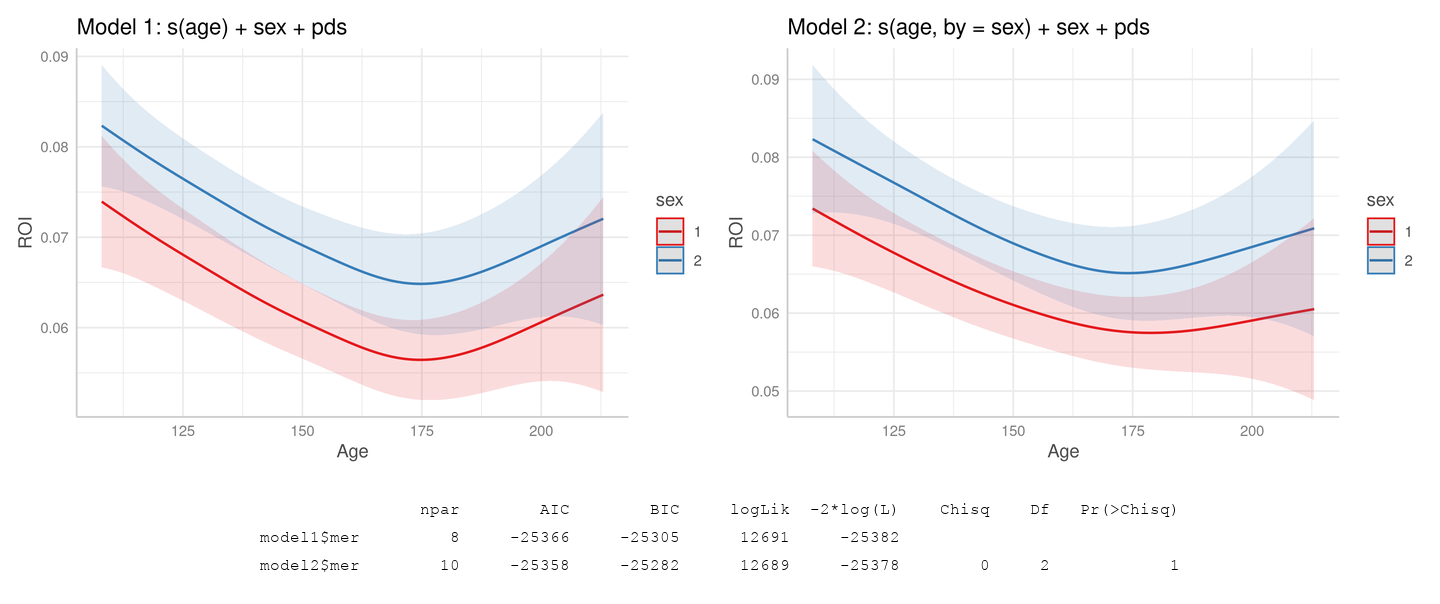 Model 1: s(age) + sex + pds
0.09
0.08
0.07
0.06
ROI
125 150 175 200
Age
sex
1
2
Model 2: s(age, by = sex) + sex + pds
0.09
0.08
0.07
0.06
0.05
ROI
125 150 175 200
Age
sex
1
2
npar AIC BIC logLik -2*log(L) Chisq Df Pr(>Chisq)
model1$mer 8 -25366 -25305 12691 -25382
model2$mer 10 -25358 -25282 12689 -25378 0 2 1